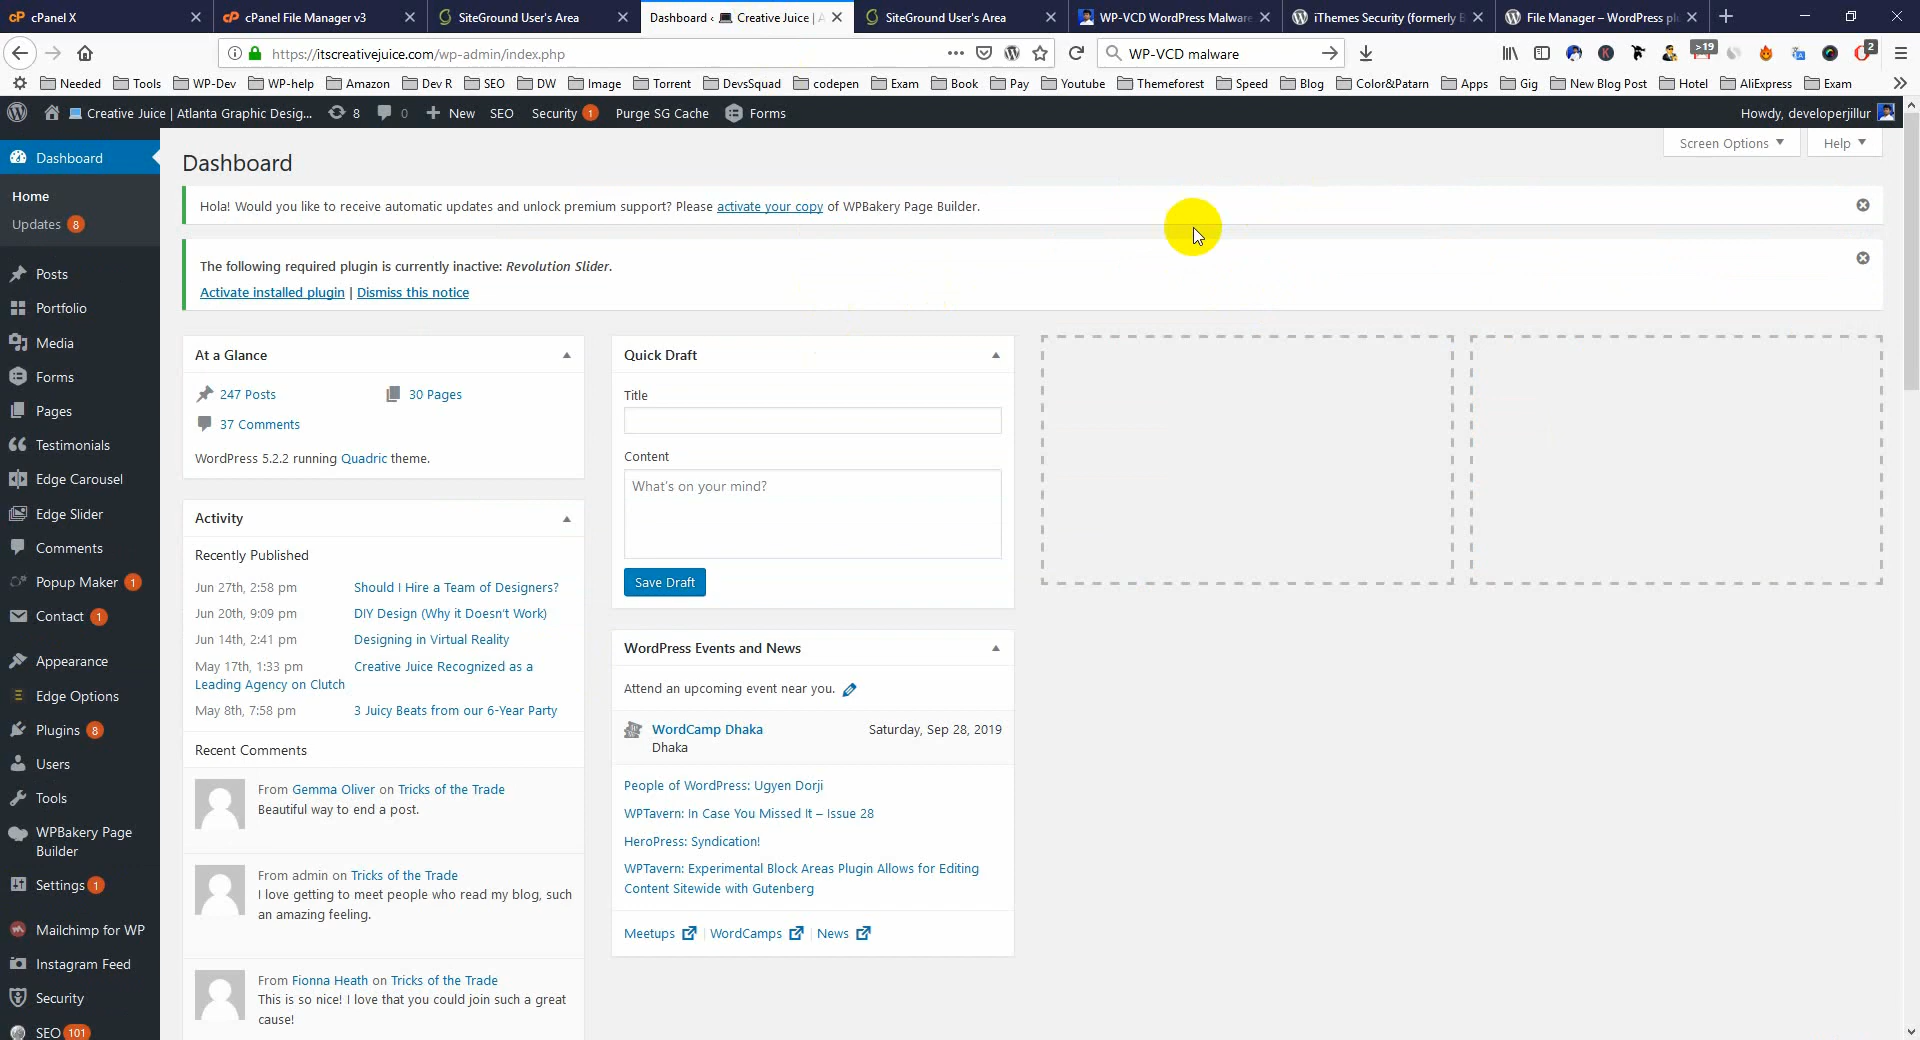 cPanel X
cPanel File Manager v3
SiteGround User's Area
Dashboard ‹ Creative Juice | A
SiteGround User's Area
WP-VCD WordPress Malware
iThemes Security (formerly B
File Manager – WordPress pl
https://itscreativejuice.com/wp-admin/index.php
WP-VCD malware
>19
2
Needed Tools WP-Dev WP-help Amazon Dev R SEO DW Image Torrent DevsSquad codepen Exam Book Pay Youtube Themeforest Speed Blog Color&Patarn Apps Gig New Blog Post Hotel AliExpress Exam
Creative Juice | Atlanta Graphic Desig... 8 0 New SEO Security 1 Purge SG Cache Forms Howdy, developerjillur
Dashboard
Home
Updates 8
Posts
Portfolio
Media
Forms
Pages
Testimonials
Edge Carousel
Edge Slider
Comments
Popup Maker 1
Contact 1
Appearance
Edge Options
Plugins 8
Users
Tools
WPBakery Page
Builder
Settings 1
Mailchimp for WP
Instagram Feed
Security
SEO 101
Screen Options Help
Dashboard
Hola! Would you like to receive automatic updates and unlock premium support? Please activate your copy of WPBakery Page Builder.
The following required plugin is currently inactive: Revolution Slider.
Activate installed plugin | Dismiss this notice
At a Glance
247 Posts 30 Pages
37 Comments
WordPress 5.2.2 running Quadric theme.
Activity
Recently Published
Jun 27th, 2:58 pm Should I Hire a Team of Designers?
Jun 20th, 9:09 pm DIY Design (Why it Doesn't Work)
Jun 14th, 2:41 pm Designing in Virtual Reality
May 17th, 1:33 pm Creative Juice Recognized as a
Leading Agency on Clutch
May 8th, 7:58 pm 3 Juicy Beats from our 6-Year Party
Recent Comments
From Gemma Oliver on Tricks of the Trade
Beautiful way to end a post.
From admin on Tricks of the Trade
I love getting to meet people who read my blog, such
an amazing feeling.
From Fionna Heath on Tricks of the Trade
This is so nice! I love that you could join such a great
cause!
Quick Draft
Title
Content
What's on your mind?
Save Draft
WordPress Events and News
Attend an upcoming event near you.
WordCamp Dhaka Saturday, Sep 28, 2019
Dhaka
People of WordPress: Ugyen Dorji
WPTavern: In Case You Missed It – Issue 28
HeroPress: Syndication!
WPTavern: Experimental Block Areas Plugin Allows for Editing
Content Sitewide with Gutenberg
Meetups | WordCamps | News